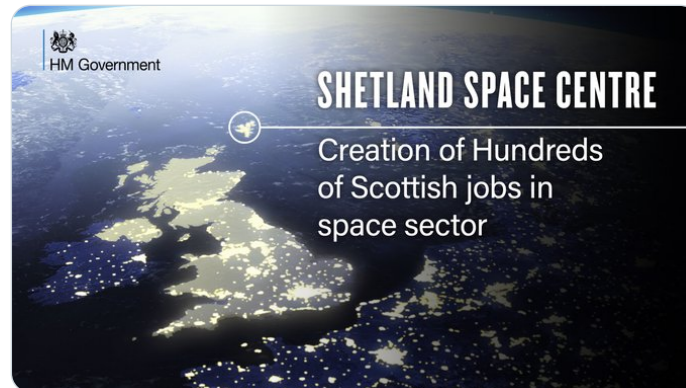 HM Government
SHETLAND SPACE CENTRE
Creation of Hundreds
of Scottish jobs in
space sector